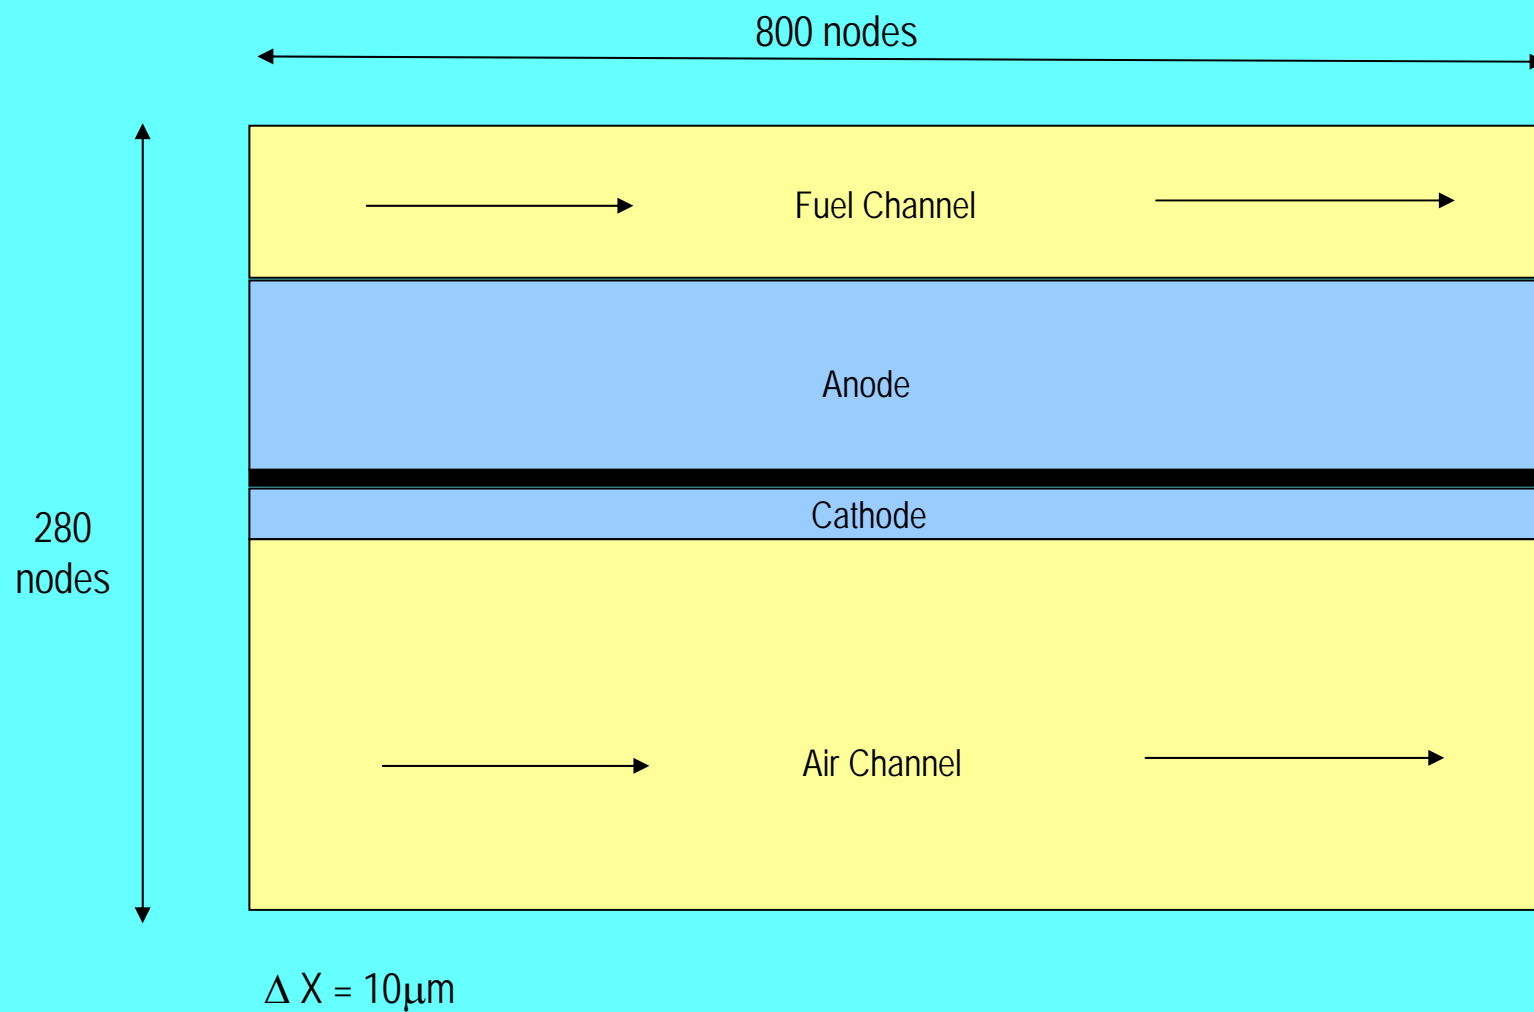 800 nodes
Fuel Channel
Anode
Cathode
280
nodes
Air Channel
Δ X = 10μm